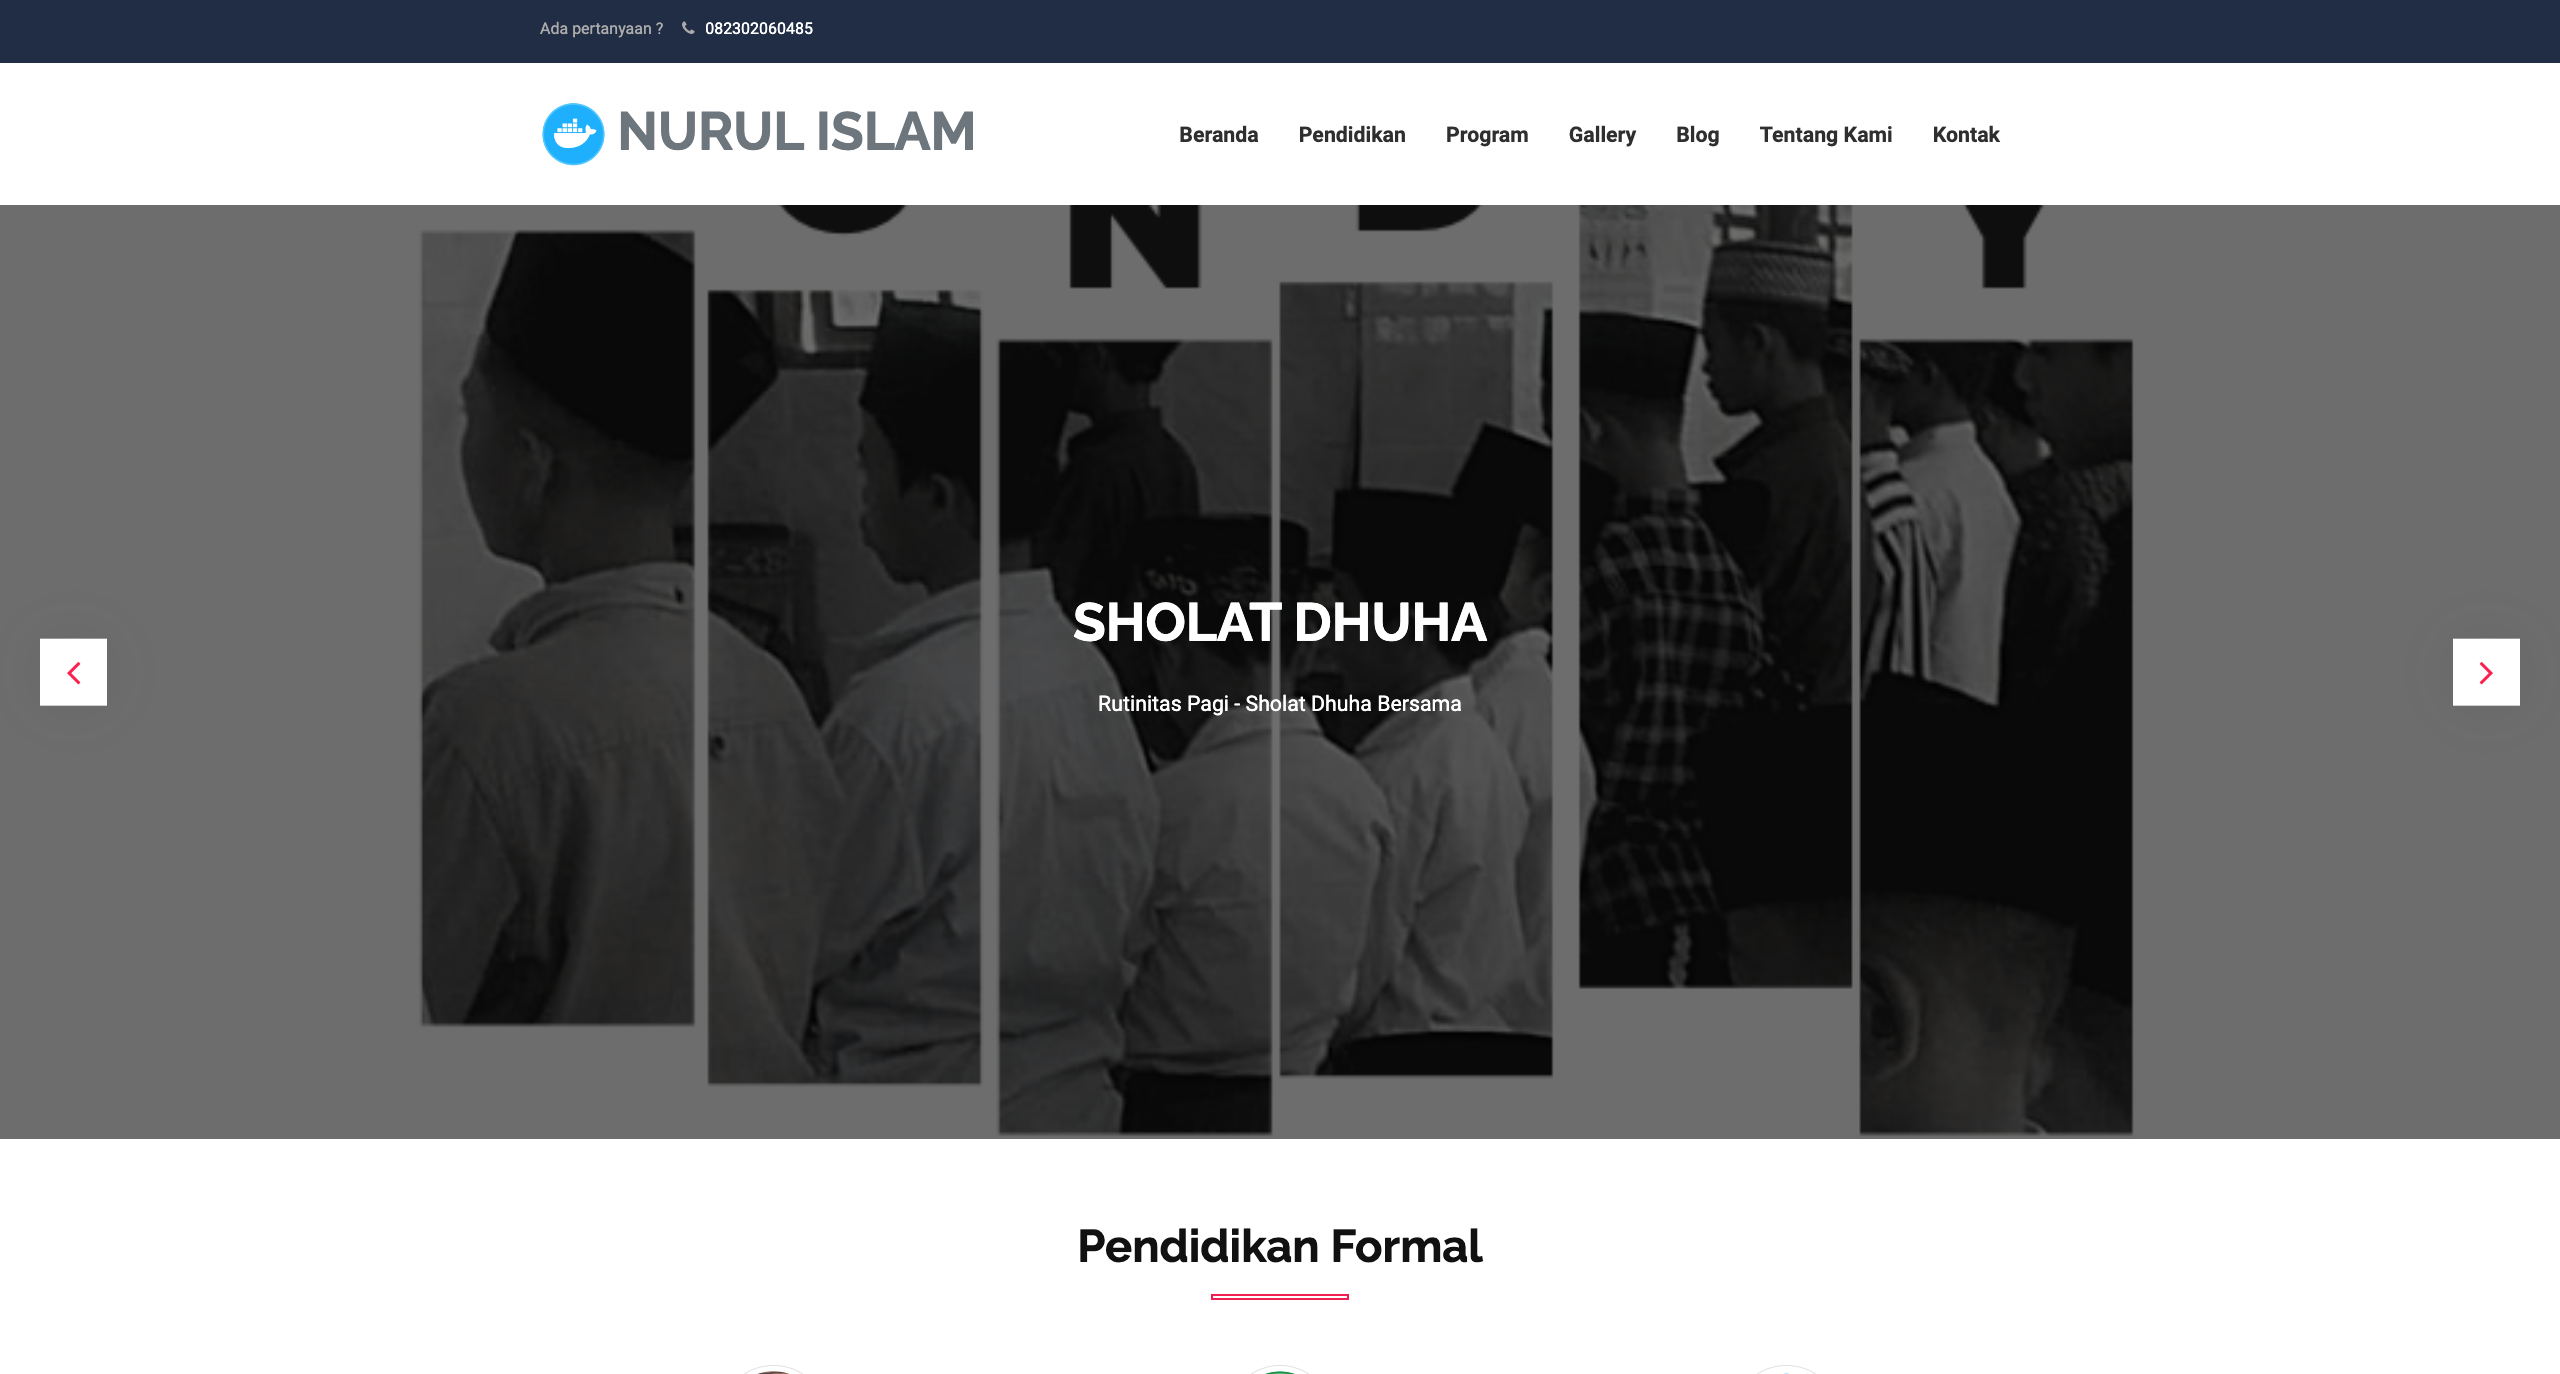 Ada pertanyaan ? 082302060485
NURUL ISLAM
Beranda Pendidikan Program Gallery Blog Tentang Kami Kontak
N Y
SHOLAT DHUHA
Rutinitas Pagi - Sholat Dhuha Bersama
Pendidikan Formal